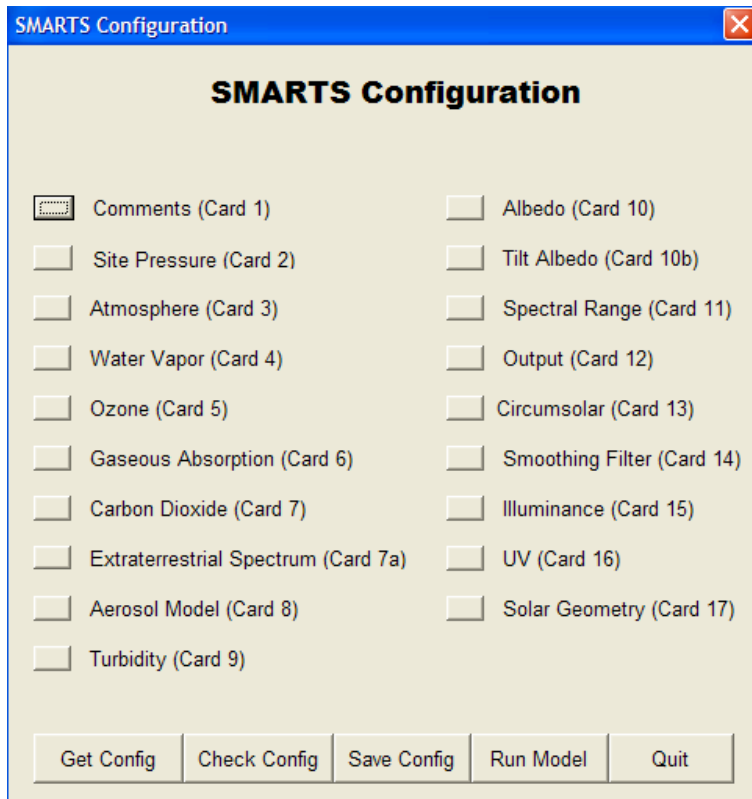 SMARTS Configuration
SMARTS Configuration
Comments (Card 1)
Site Pressure (Card 2)
Atmosphere (Card 3)
Water Vapor (Card 4)
Ozone (Card 5)
Gaseous Absorption (Card 6)
Carbon Dioxide (Card 7)
Extraterrestrial Spectrum (Card 7a)
Aerosol Model (Card 8)
Turbidity (Card 9)
Albedo (Card 10)
Tilt Albedo (Card 10b)
Spectral Range (Card 11)
Output (Card 12)
Circumsolar (Card 13)
Smoothing Filter (Card 14)
Illuminance (Card 15)
UV (Card 16)
Solar Geometry (Card 17)
Get Config Check Config Save Config Run Model Quit